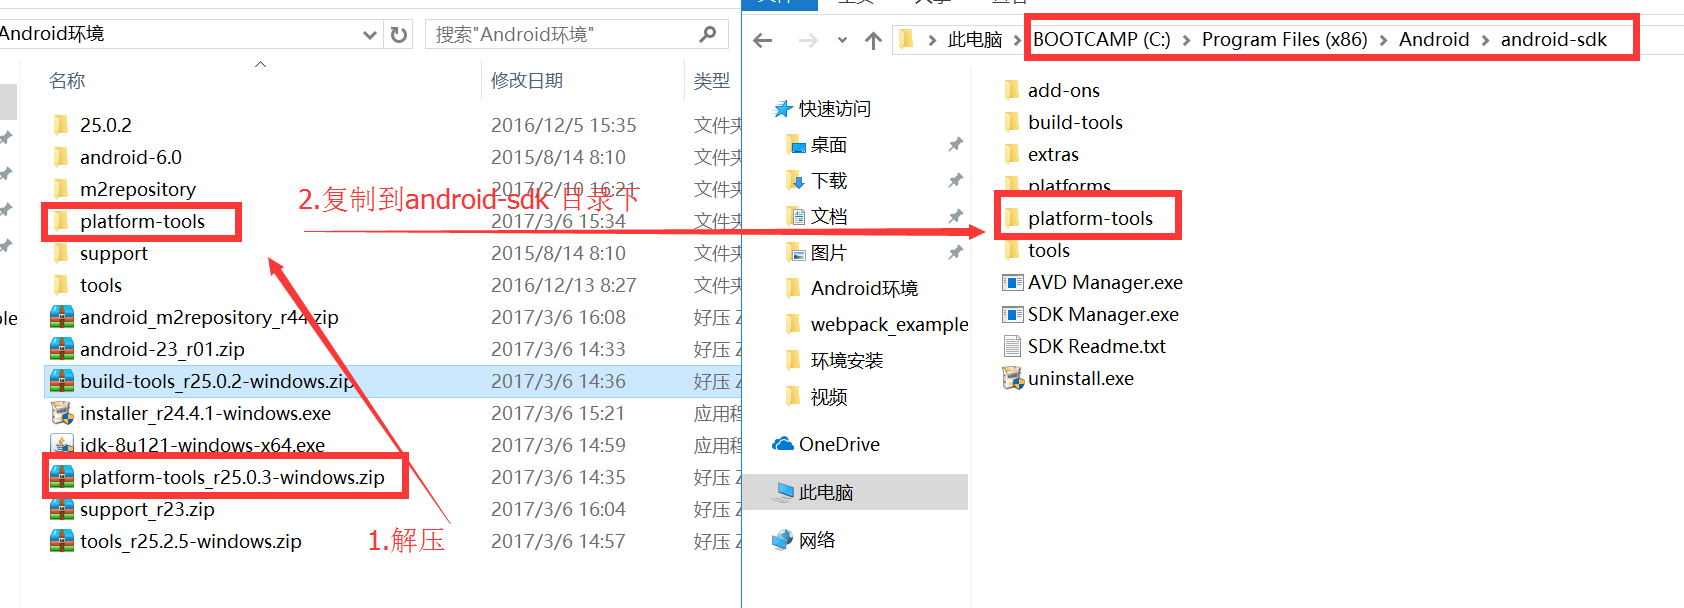 Android环境
搜索"Android环境"
名称
修改日期
类型
25.0.2
2016/12/5 15:35
文件夹
android-6.0
2015/8/14 8:10
文件夹
m2repository
2017/2/10 16:21
文件夹
platform-tools
2017/3/6 15:34
文件夹
support
2015/8/14 8:10
文件夹
tools
2016/12/13 8:27
文件夹
android_m2repository_r44.zip
2017/3/6 16:08
好压 Z
android-23_r01.zip
2017/3/6 14:33
好压 Z
build-tools_r25.0.2-windows.zip
2017/3/6 14:36
好压 Z
installer_r24.4.1-windows.exe
2017/3/6 15:21
应用程
jdk-8u121-windows-x64.exe
2017/3/6 14:59
应用程
platform-tools_r25.0.3-windows.zip
2017/3/6 14:35
好压 Z
support_r23.zip
2017/3/6 16:04
好压 Z
tools_r25.2.5-windows.zip
2017/3/6 14:57
好压 Z
2.复制到android-sdk 目录下
1.解压
此电脑
BOOTCAMP (C:)
Program Files (x86)
Android
android-sdk
快速访问
桌面
下载
文档
图片
Android环境
webpack_example
环境安装
视频
OneDrive
此电脑
网络
add-ons
build-tools
extras
platforms
platform-tools
tools
AVD Manager.exe
SDK Manager.exe
SDK Readme.txt
uninstall.exe